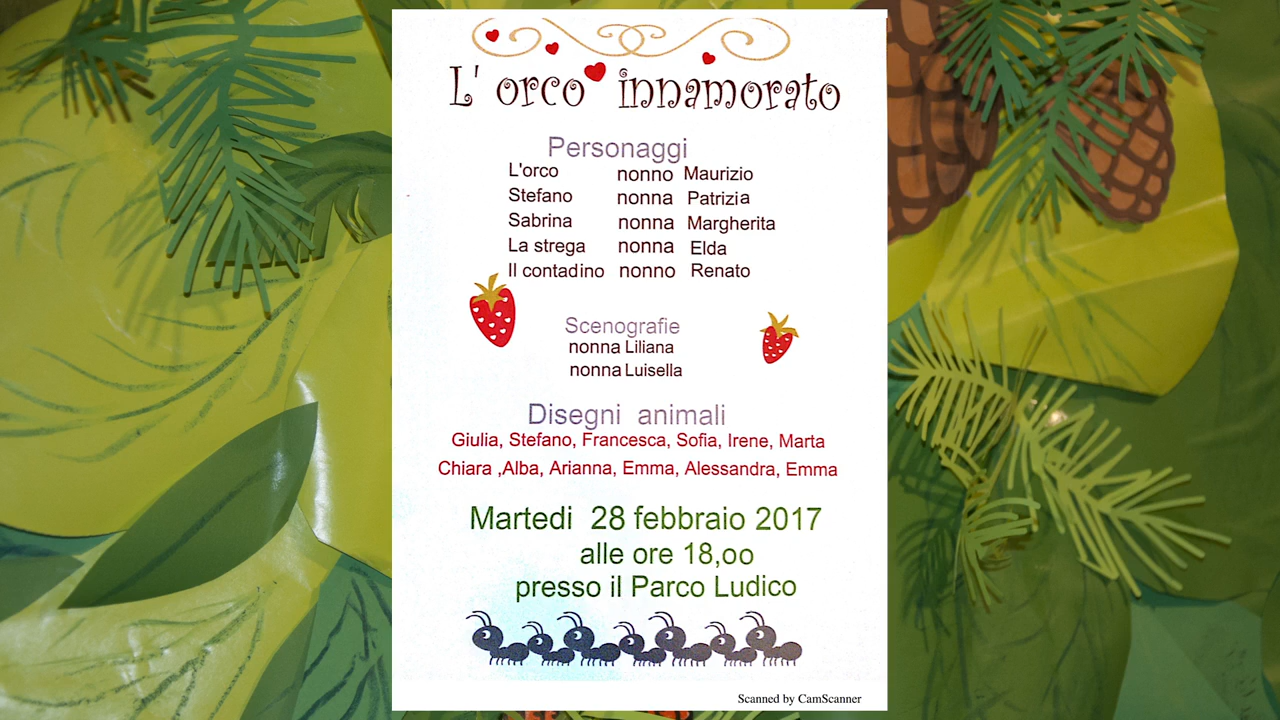 L' orco innamorato
Personaggi
L'orco nonno Maurizio
Stefano nonna Patrizia
Sabrina nonna Margherita
La strega nonna Elda
Il contadino nonno Renato
Scenografie
nonna Liliana
nonna Luisella
Disegni animali
Giulia, Stefano, Francesca, Sofia, Irene, Marta
Chiara ,Alba, Arianna, Emma, Alessandra, Emma
Martedi 28 febbraio 2017
alle ore 18,oo
presso il Parco Ludico
Scanned by CamScanner